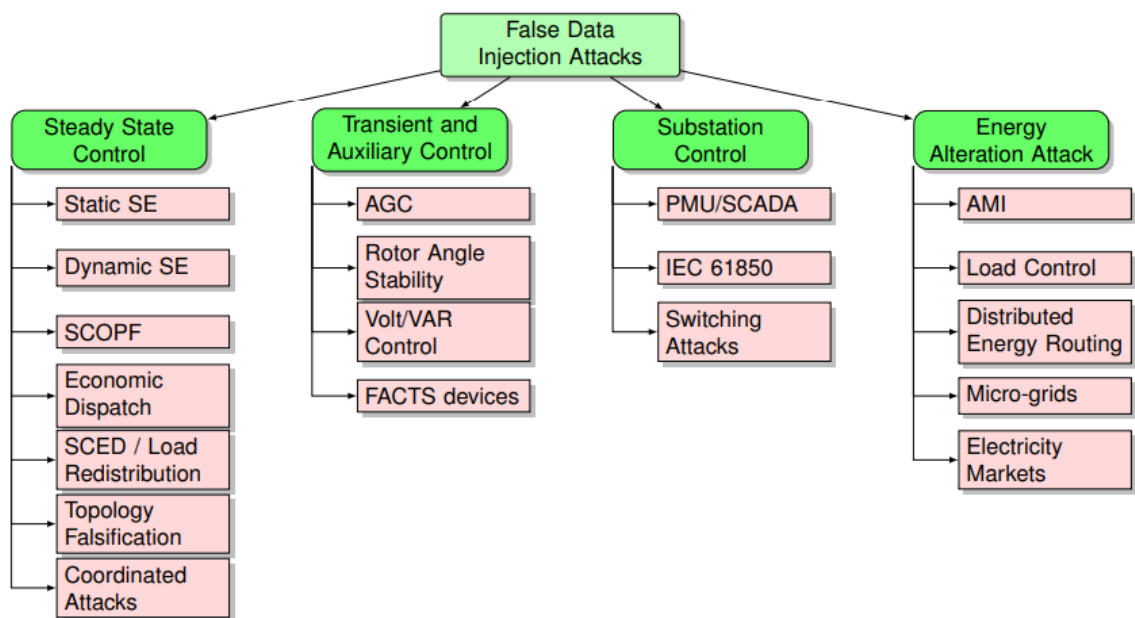 False Data
Injection Attacks
Steady State
Control
Static SE
Dynamic SE
SCOPF
Economic
Dispatch
SCED / Load
Redistribution
Topology
Falsification
Coordinated
Attacks
Transient and
Auxiliary Control
AGC
Rotor Angle
Stability
Volt/VAR
Control
FACTS devices
Substation
Control
PMU/SCADA
IEC 61850
Switching
Attacks
Energy
Alteration Attack
AMI
Load Control
Distributed
Energy Routing
Micro-grids
Electricity
Markets